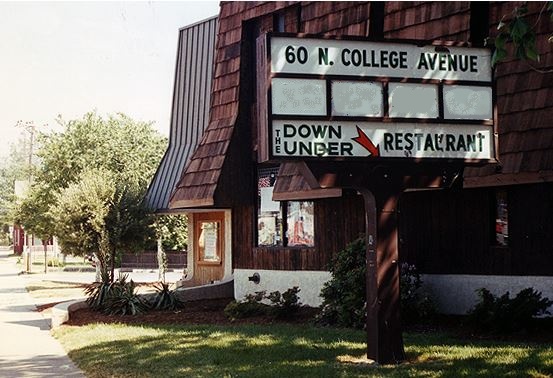 60 N. COLLEGE AVENUE
THE DOWN UNDER RESTAURANT